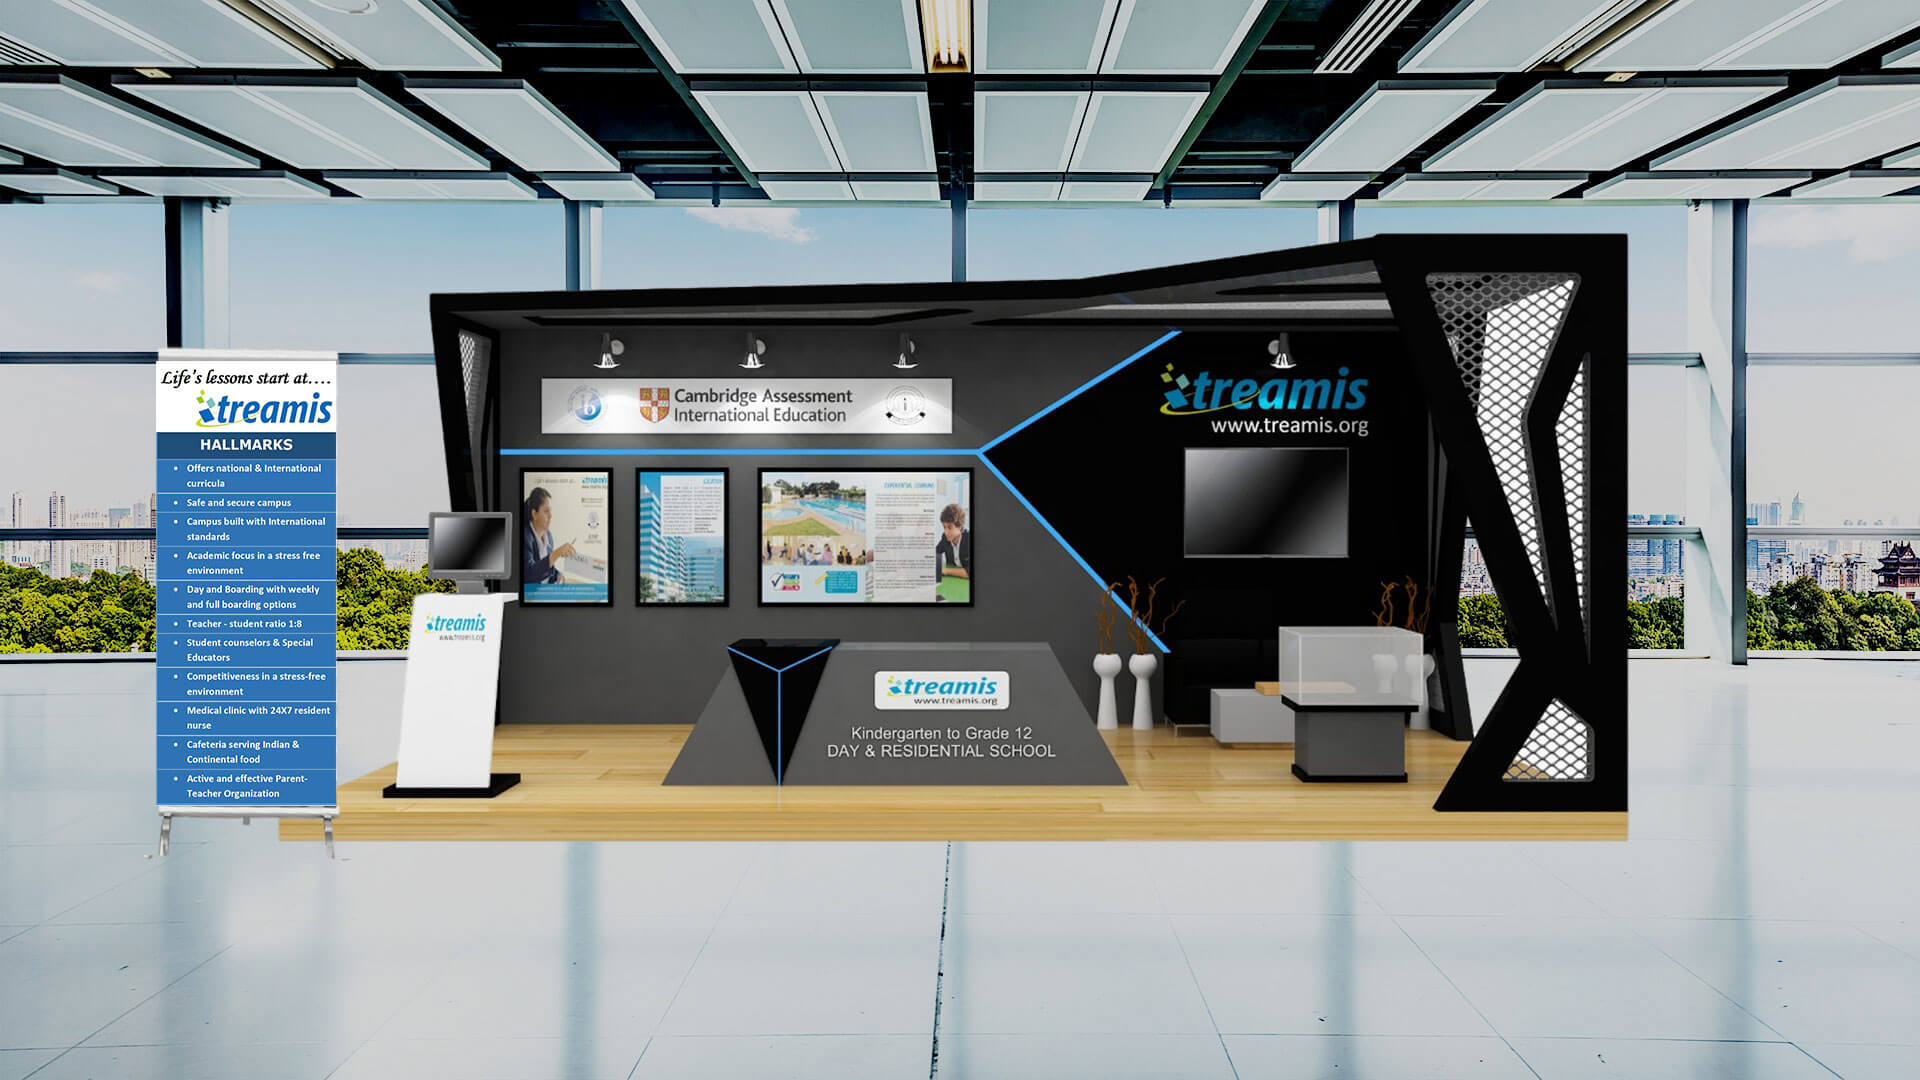 Life's lessons start at....
treamis
HALLMARKS
• Offers national & International
curricula
• Safe and secure campus
• Campus built with International
standards
• Academic focus in a stress free
environment
• Day and Boarding with weekly
and full boarding options
• Teacher - student ratio 1:8
• Student counselors & Special
Educators
• Competitiveness in a stress-free
environment
• Medical clinic with 24X7 resident
nurse
• Cafeteria serving Indian &
Continental food
• Active and effective Parent-
Teacher Organization
treamis
www.treamis.org
Cambridge Assessment
International Education
treamis
www.treamis.org
EXPERIENTIAL LEARNING
treamis
www.treamis.org
Kindergarten to Grade 12
DAY & RESIDENTIAL SCHOOL